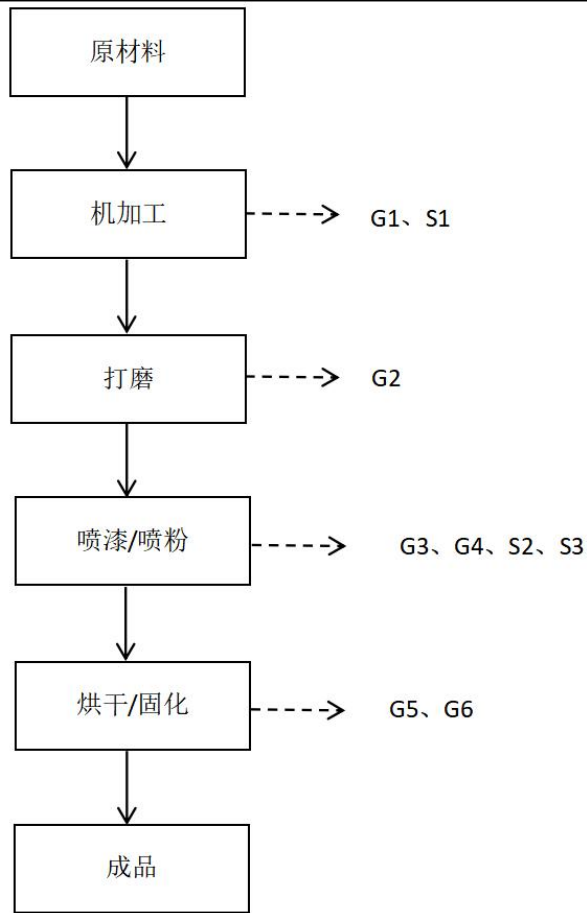 原材料
机加工
G1、S1
打磨
G2
喷漆/喷粉
G3、G4、S2、S3
烘干/固化
G5、G6
成品